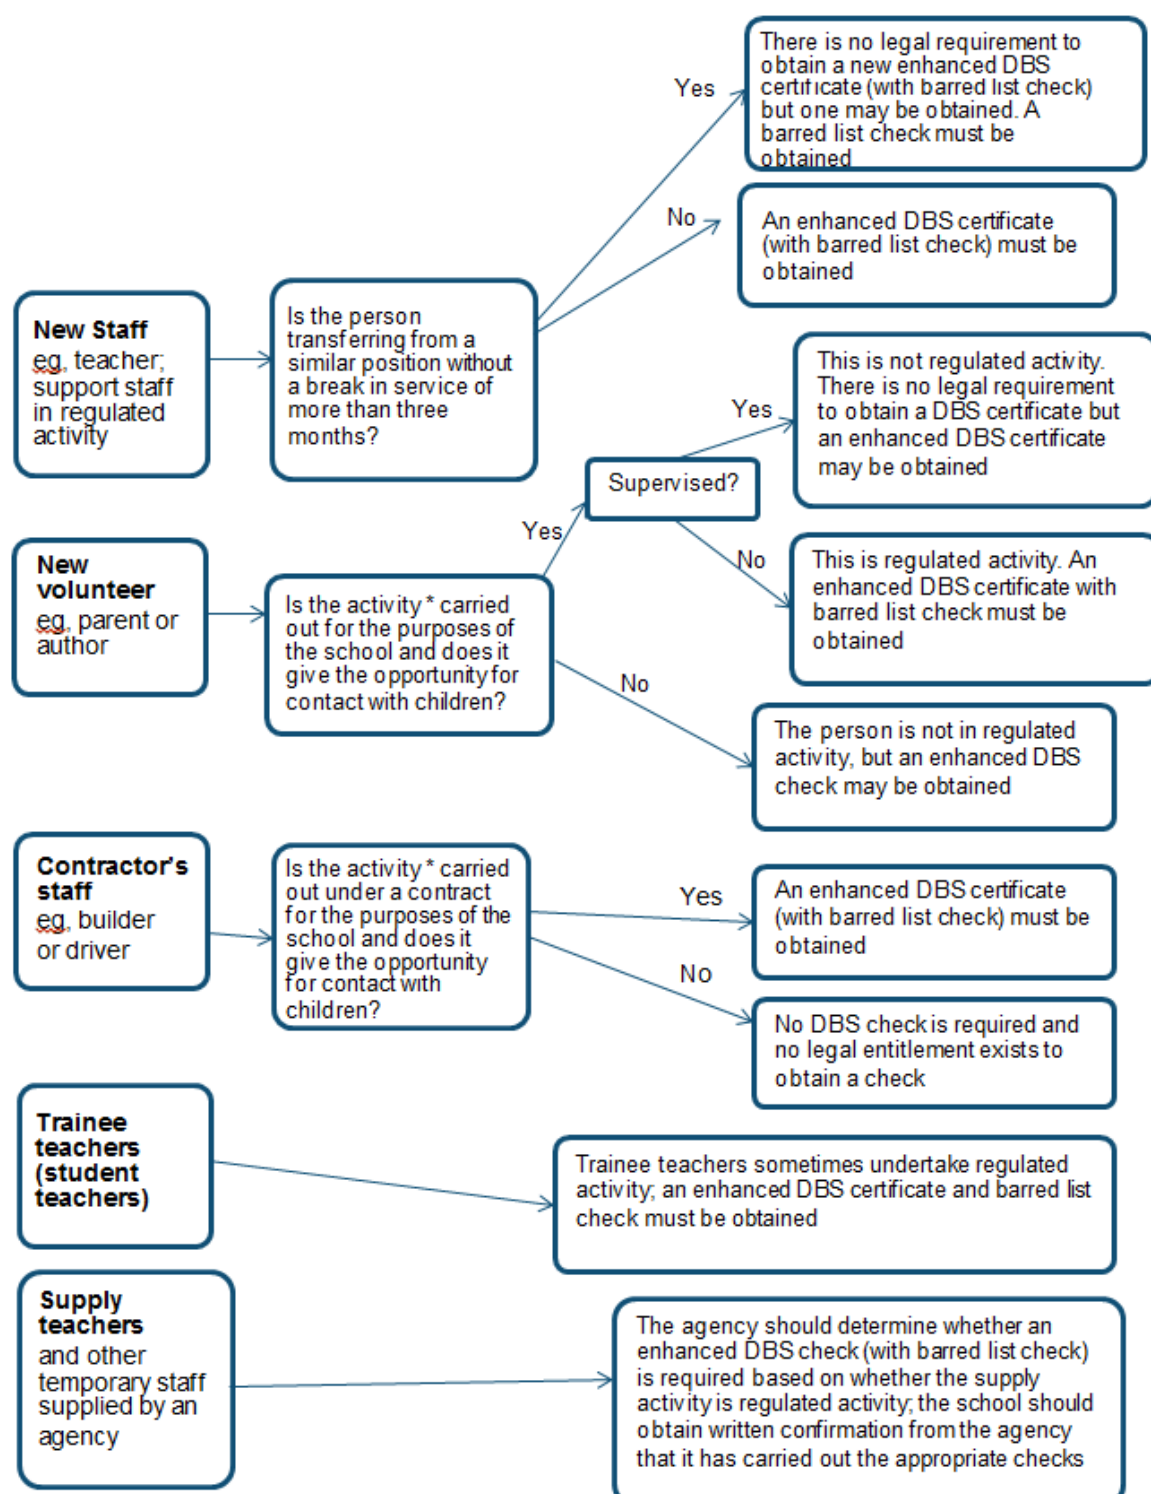 There is no legal requirement to
obtain a new enhanced DBS
certificate (with barred list check)
but one may be obtained. A
barred list check must be
obtained
Yes
No
An enhanced DBS certificate
(with barred list check) must be
obtained
New Staff
eg, teacher;
support staff
in regulated
activity
Is the person
transferring from a
similar position without
a break in service of
more than three
months?
This is not regulated activity.
There is no legal requirement
to obtain a DBS certificate but
an enhanced DBS certificate
may be obtained
Yes
Supervised?
Yes
No
This is regulated activity. An
enhanced DBS certificate with
barred list check must be
obtained
New
volunteer
eg, parent or
author
Is the activity * carried
out for the purposes of
the school and does it
give the opportunity for
contact with children?
No
The person is not in regulated
activity, but an enhanced DBS
check may be obtained
Contractor's
staff
eg, builder
or driver
Is the activity * carried
out under a contract
for the purposes of the
school and does it
give the opportunity
for contact with
children?
Yes
An enhanced DBS certificate
(with barred list check) must be
obtained
No
No DBS check is required and
no legal entitlement exists to
obtain a check
Trainee
teachers
(student
teachers)
Trainee teachers sometimes undertake regulated
activity; an enhanced DBS certificate and barred list
check must be obtained
Supply
teachers
and other
temporary staff
supplied by an
agency
The agency should determine whether an
enhanced DBS check (with barred list check)
is required based on whether the supply
activity is regulated activity; the school should
obtain written confirmation from the agency
that it has carried out the appropriate checks